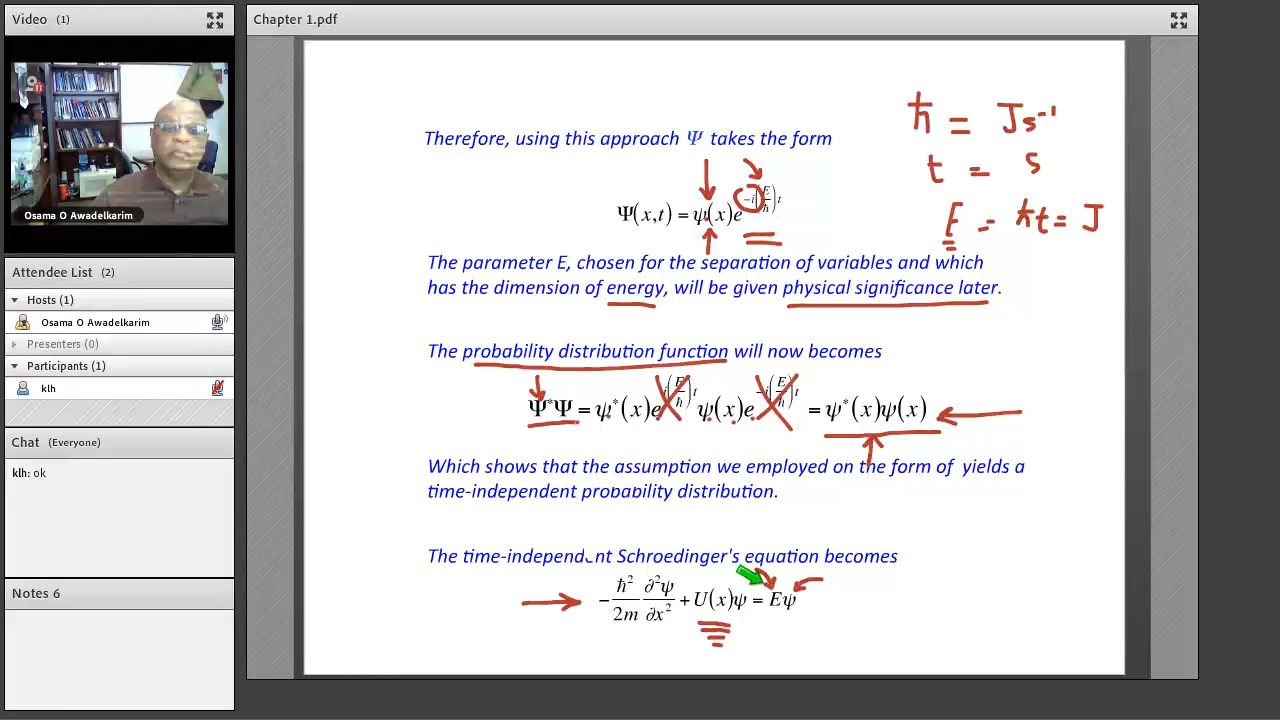 Video (1)
Osama O Awadelkarim
Attendee List (2)
Hosts (1)
Osama O Awadelkarim
Presenters (0)
Participants (1)
klh
Chat (Everyone)
klh: ok
Notes 6
Chapter 1.pdf
Therefore, using this approach Ψ takes the form
Ψ(x,t) = ψ(x)e^{-i(E/ħ)t}
ħ = Js⁻¹
t = S
E = ħt = J
The parameter E, chosen for the separation of variables and which
has the dimension of energy, will be given physical significance later.
The probability distribution function will now becomes
Ψ*Ψ = ψ*(x)e^{i(E/ħ)t} ψ(x)e^{-i(E/ħ)t} = ψ*(x)ψ(x)
Which shows that the assumption we employed on the form of yields a
time-independent probability distribution.
The time-independent Schroedinger's equation becomes
-ħ²/2m ∂²ψ/∂x² + U(x)ψ = Eψ